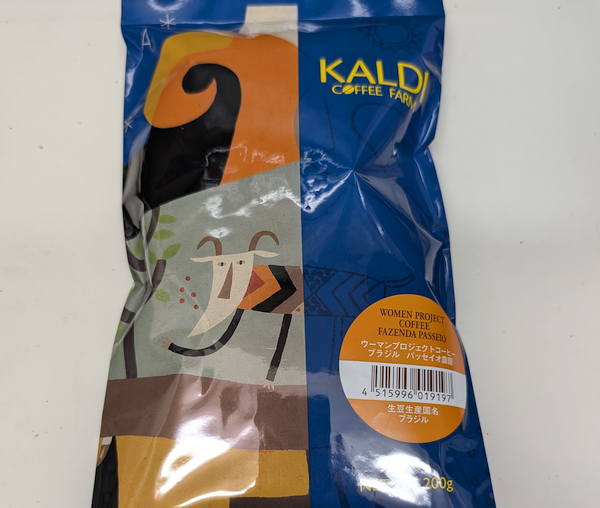 KALDI
COFFEE FARM
WOMEN PROJECT
COFFEE
FAZENDA PASSEIO
ウーマンプロジェクトコーヒー
ブラジル パッセイオ農園
4 515996 019197
生豆生産国名
ブラジル
200g